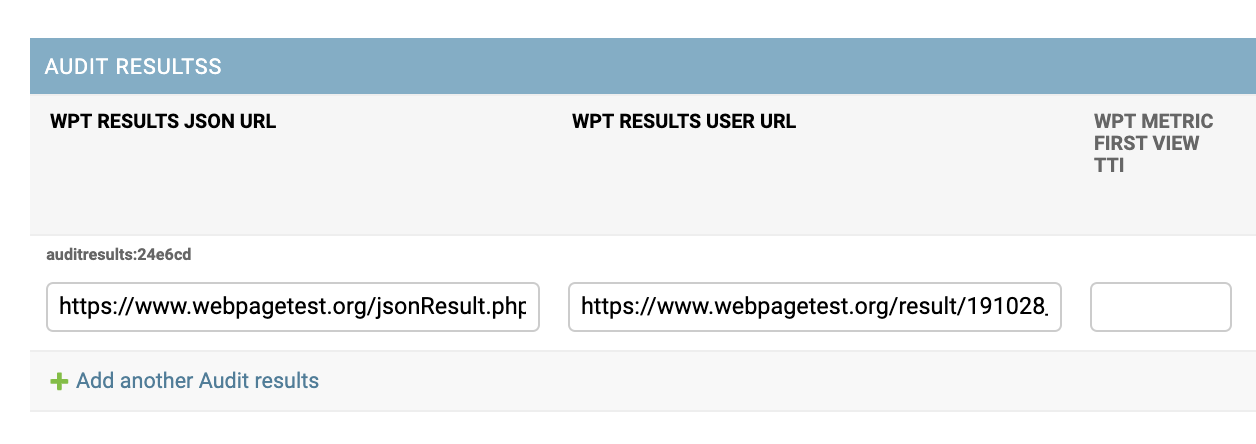 AUDIT RESULTSS
WPT RESULTS JSON URL
WPT RESULTS USER URL
WPT METRIC
FIRST VIEW
TTI
auditresults:24e6cd
https://www.webpagetest.org/jsonResult.php
https://www.webpagetest.org/result/191028_
Add another Audit results